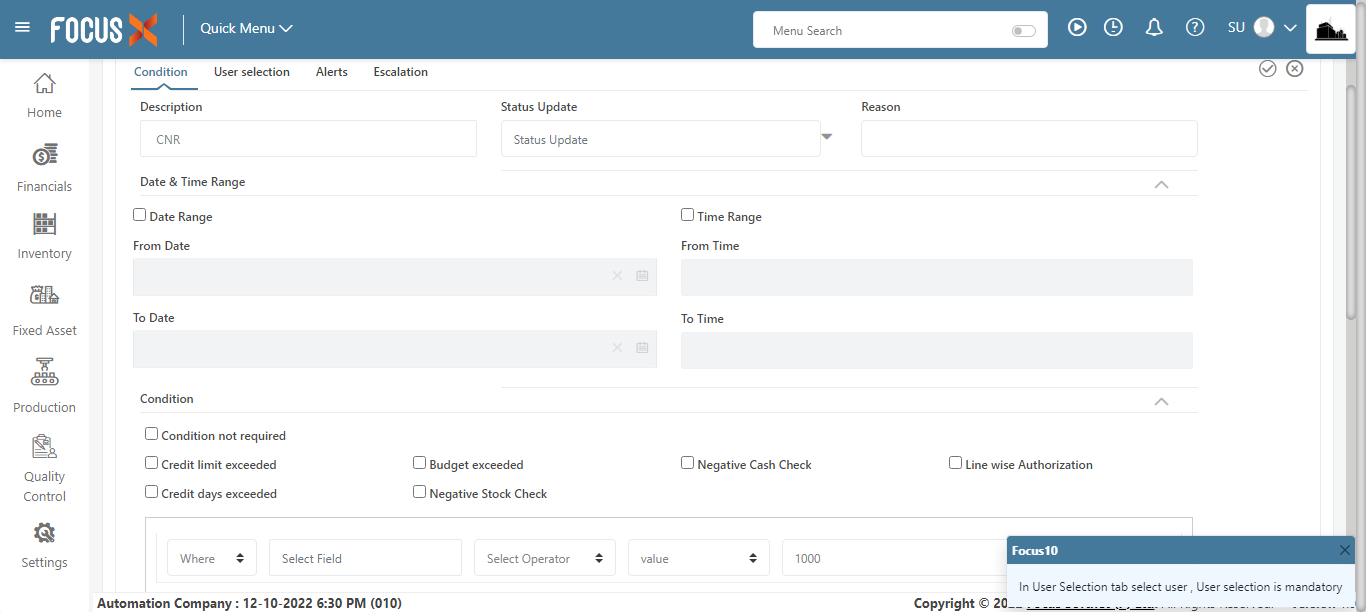 FOCUS X
Quick Menu
Menu Search
SU
Home
Financials
Inventory
Fixed Asset
Production
Quality
Control
Settings
Condition User selection Alerts Escalation
Description Status Update Reason
CNR Status Update
Date & Time Range
Date Range Time Range
From Date From Time
To Date To Time
Condition
Condition not required
Credit limit exceeded Budget exceeded Negative Cash Check Line wise Authorization
Credit days exceeded Negative Stock Check
Where Select Field Select Operator value 1000
Focus10
In User Selection tab select user , User selection is mandatory
Automation Company : 12-10-2022 6:30 PM (010)
Copyright ©